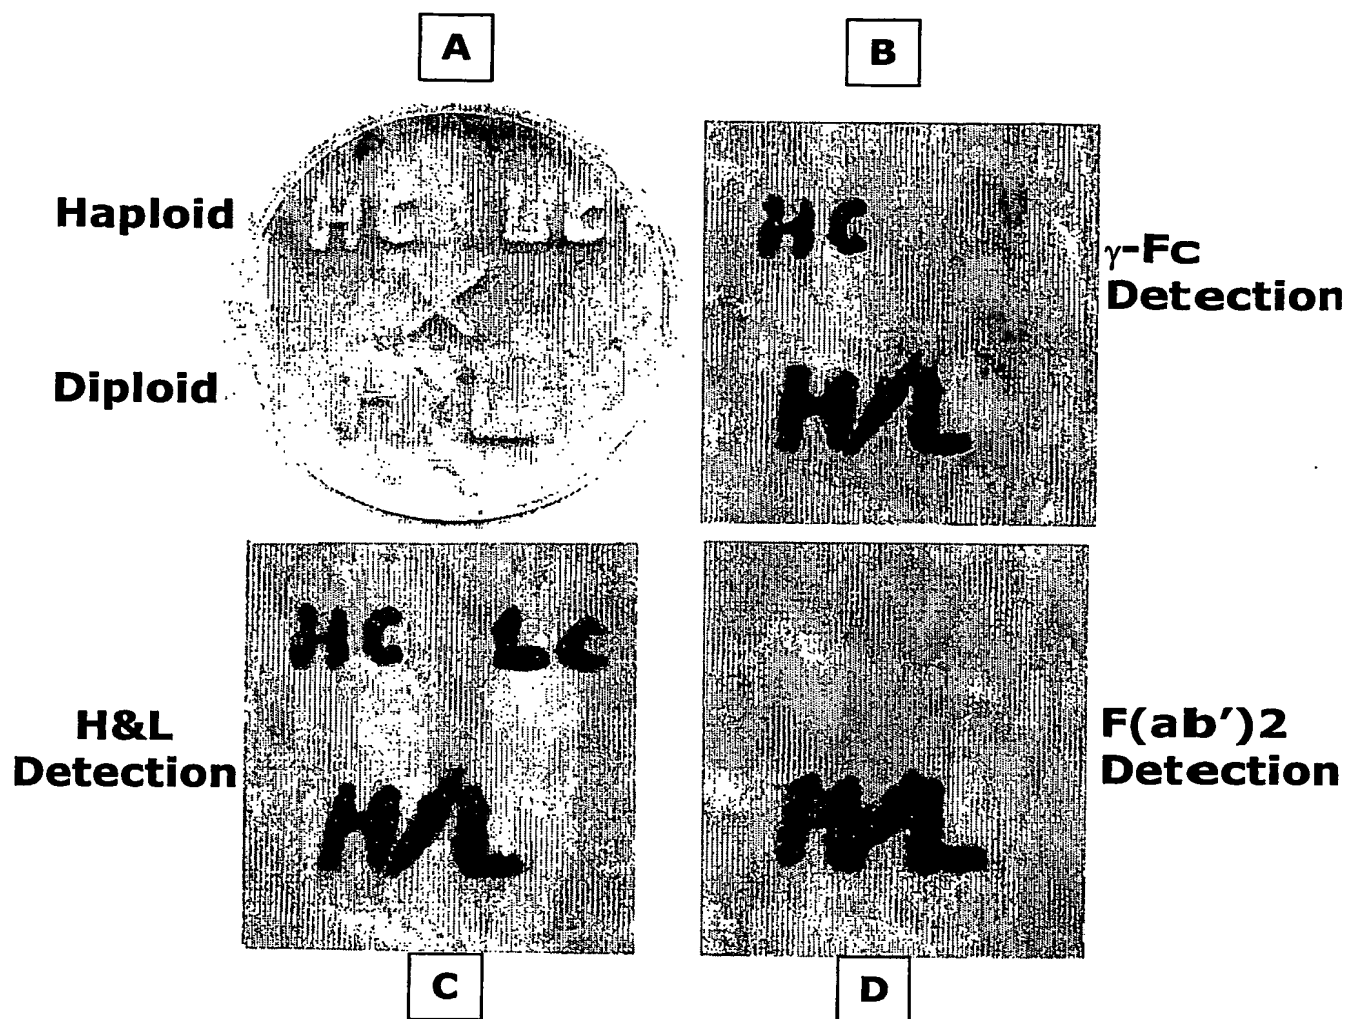 A
B
Haploid
HC LC
Diploid
H/L
HC
H/L
γ-Fc
Detection
HC LC
H/L
H&L
Detection
H/L
F(ab′)2
Detection
C
D